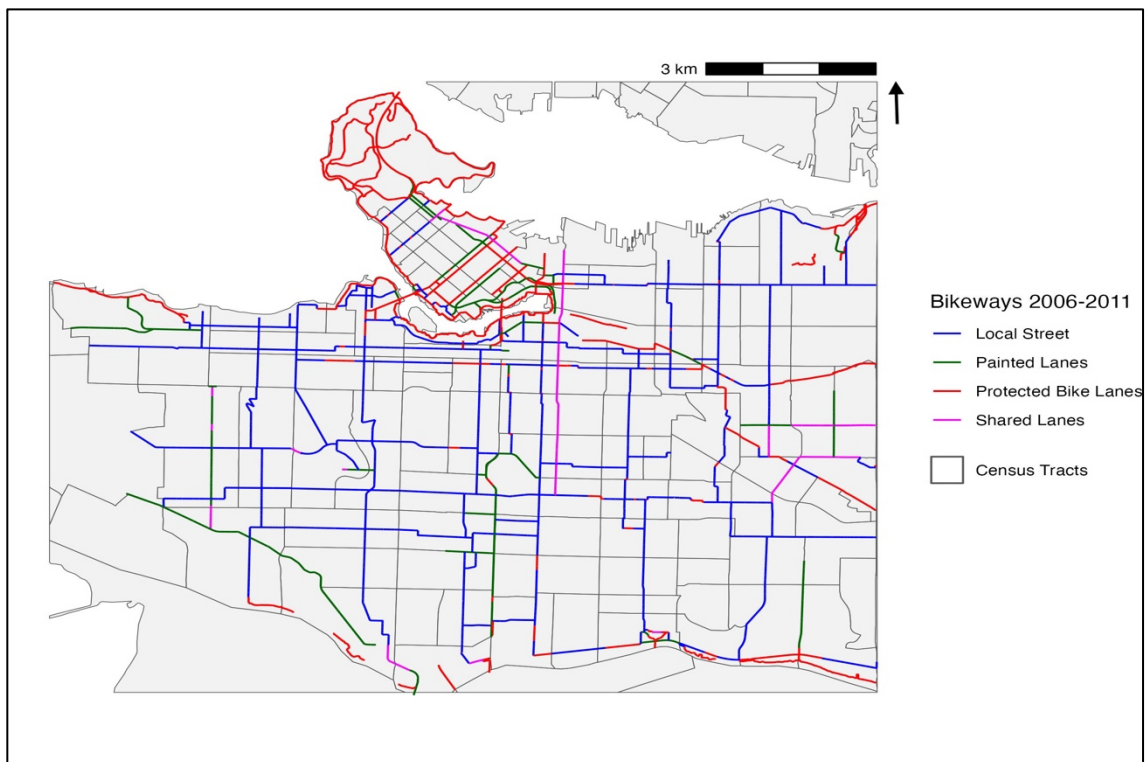 3 km
Bikeways 2006-2011
Local Street
Painted Lanes
Protected Bike Lanes
Shared Lanes
Census Tracts